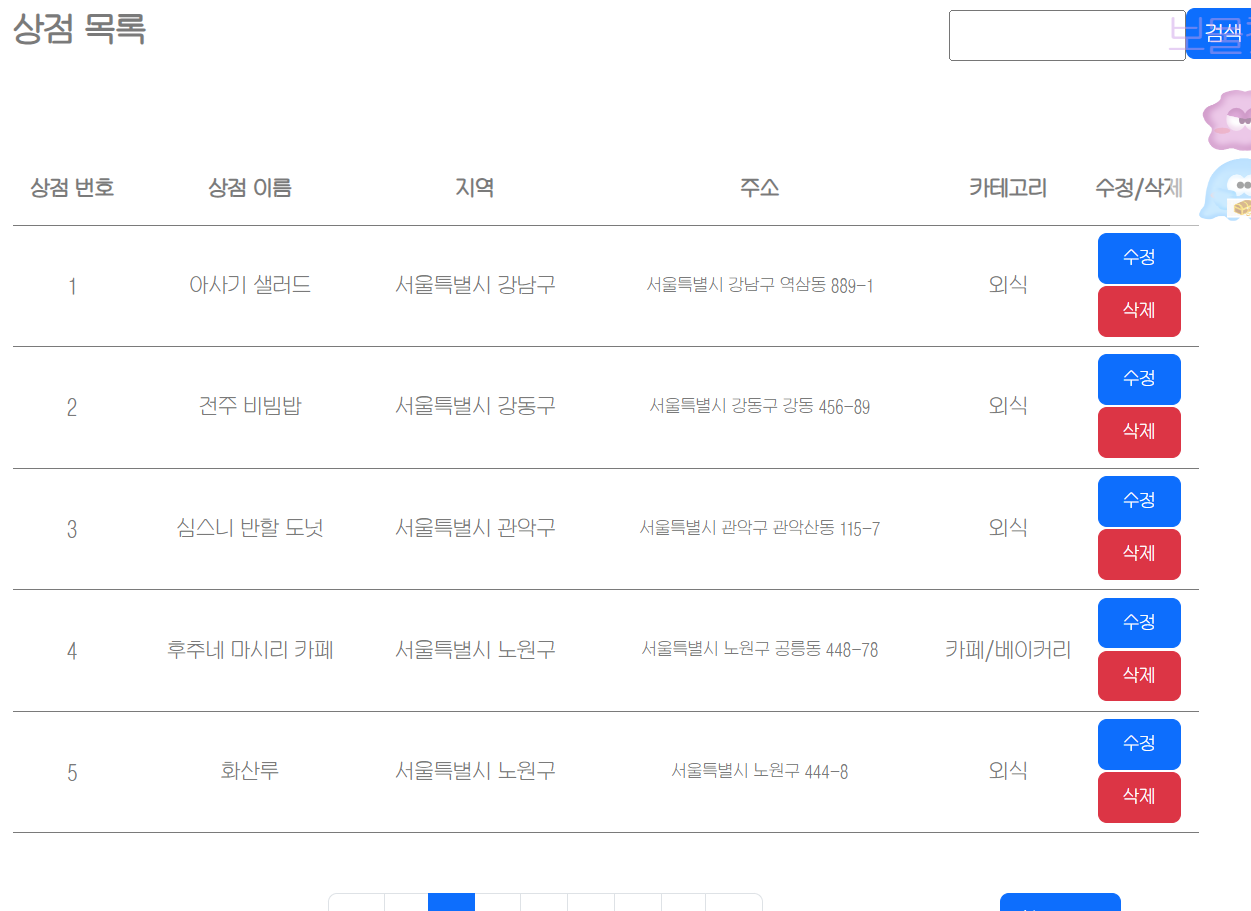 상점 목록
검색
상점 번호 상점 이름 지역 주소 카테고리 수정/삭제
1 아사기 샐러드 서울특별시 강남구 서울특별시 강남구 역삼동 889-1 외식 수정
삭제
2 전주 비빔밥 서울특별시 강동구 서울특별시 강동구 강동 456-89 외식 수정
삭제
3 심스니 반할 도넛 서울특별시 관악구 서울특별시 관악구 관악산동 115-7 외식 수정
삭제
4 후추네 마시리 카페 서울특별시 노원구 서울특별시 노원구 공릉동 448-78 카페/베이커리 수정
삭제
5 화산루 서울특별시 노원구 서울특별시 노원구 444-8 외식 수정
삭제